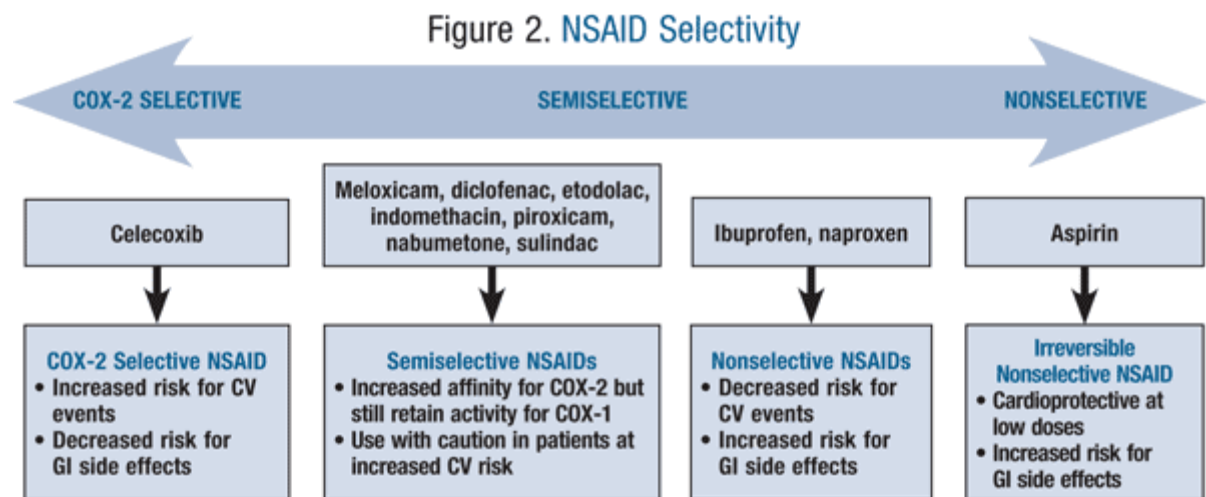 Figure 2. NSAID Selectivity
COX-2 SELECTIVE
SEMISELECTIVE
NONSELECTIVE
Celecoxib
Meloxicam, diclofenac, etodolac,
indomethacin, piroxicam,
nabumetone, sulindac
Ibuprofen, naproxen
Aspirin
COX-2 Selective NSAID
• Increased risk for CV
events
• Decreased risk for
GI side effects
Semiselective NSAIDs
• Increased affinity for COX-2 but
still retain activity for COX-1
• Use with caution in patients at
increased CV risk
Nonselective NSAIDs
• Decreased risk for
CV events
• Increased risk for
GI side effects
Irreversible
Nonselective NSAID
• Cardioprotective at
low doses
• Increased risk for
GI side effects